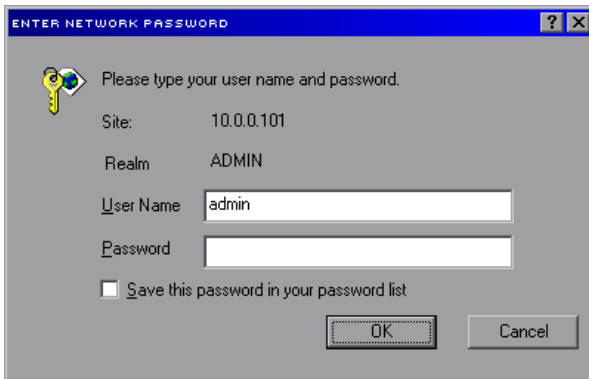 ENTER NETWORK PASSWORD
Please type your user name and password.
Site: 10.0.0.101
Realm ADMIN
User Name admin
Password
Save this password in your password list
OK Cancel